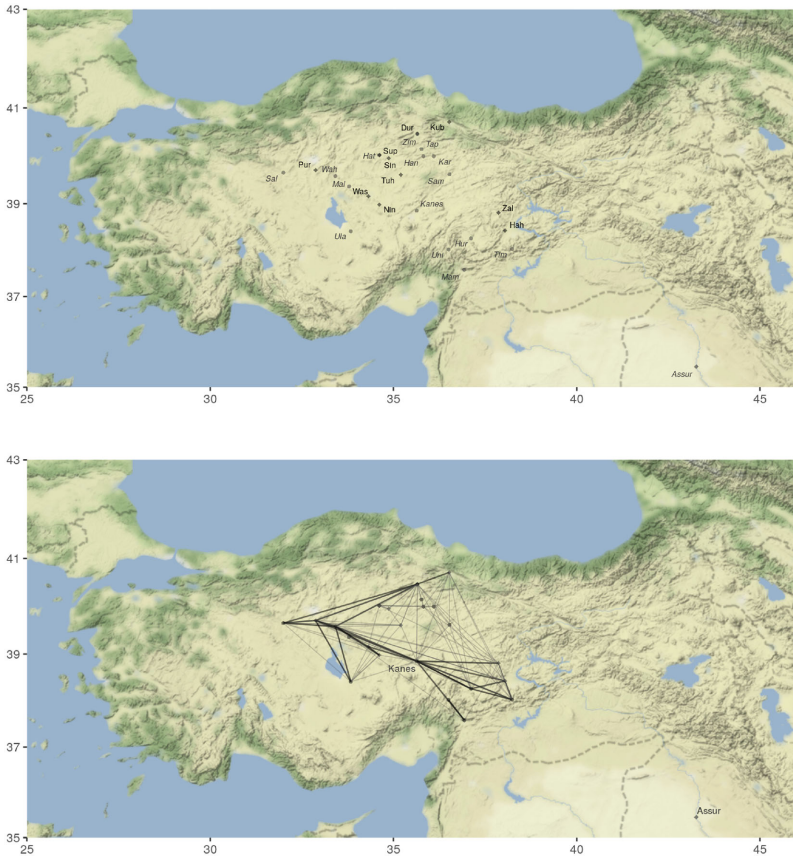 43
41
39
37
35
25
30
35
40
45
Dur
Kub
Zim
Tap
Hat
Sup
Sin
Han
Kar
Pur
Wah
Sal
Mal
Was
Tuh
Sam
Nin
Kanes
Ula
Zal
Hah
Hur
Uni
Tim
Mam
Assur
43
41
39
37
35
25
30
35
40
45
Kanes
Assur